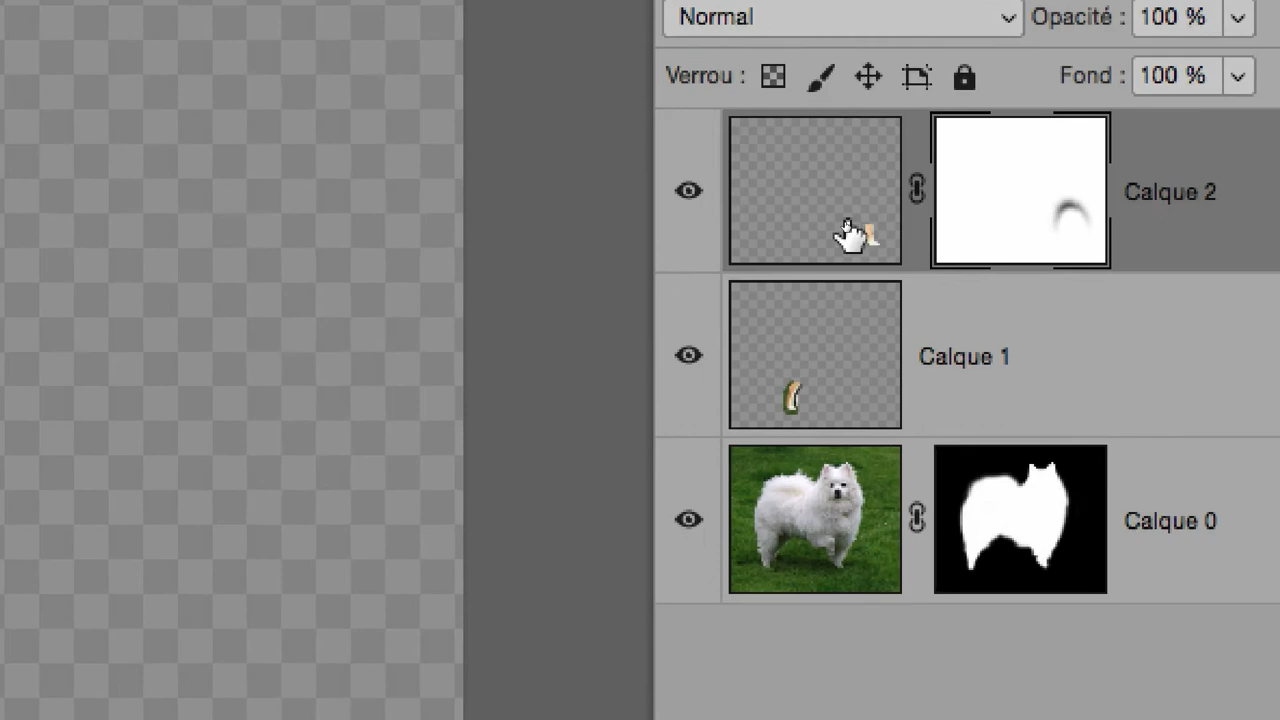 Normal Opacité : 100 %
Verrou : Fond : 100 %
Calque 2
Calque 1
Calque 0